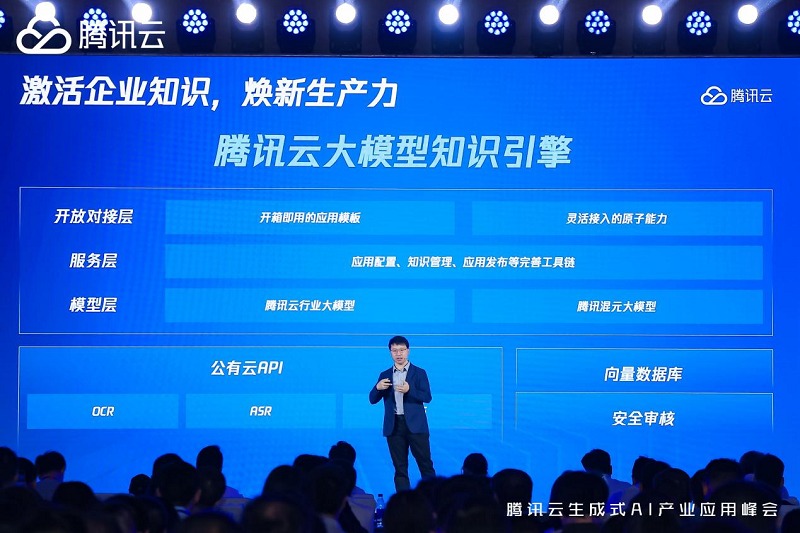 腾讯云
激活企业知识，焕新生产力
腾讯云
腾讯云大模型知识引擎
开放对接层
开箱即用的应用模板
灵活接入的原子能力
服务层
应用配置、知识管理、应用发布等完善工具链
模型层
腾讯云行业大模型
腾讯混元大模型
公有云API
OCR
ASR
向量数据库
安全审核
腾讯云生成式AI产业应用峰会